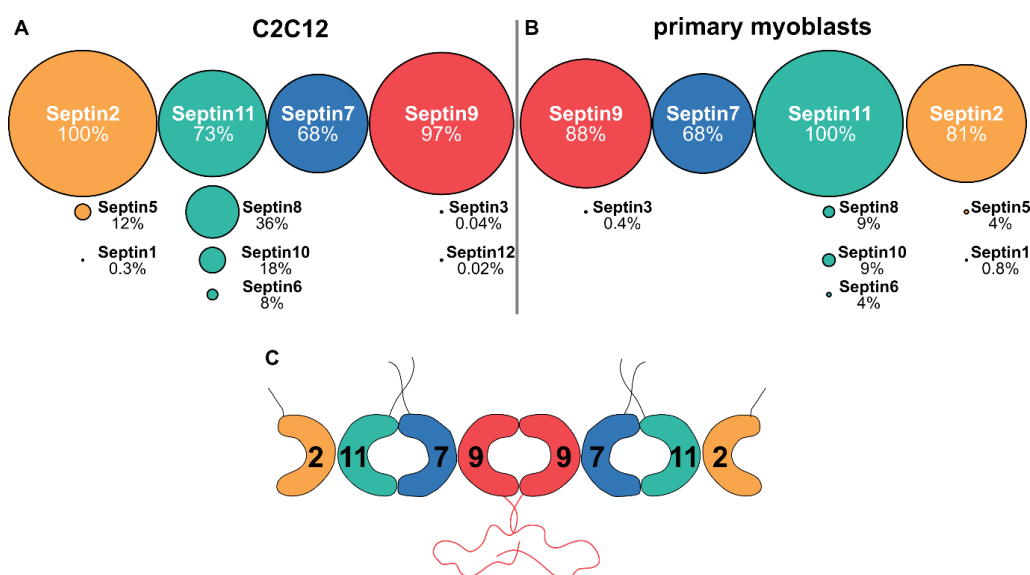 A
C2C12
Septin2
100%
Septin11
73%
Septin7
68%
Septin9
97%
Septin5
12%
Septin1
0.3%
Septin8
36%
Septin10
18%
Septin6
8%
Septin3
0.04%
Septin12
0.02%
B
primary myoblasts
Septin9
88%
Septin7
68%
Septin11
100%
Septin2
81%
Septin3
0.4%
Septin8
9%
Septin10
9%
Septin6
4%
Septin5
4%
Septin1
0.8%
C
2 11 7 9 9 7 11 2